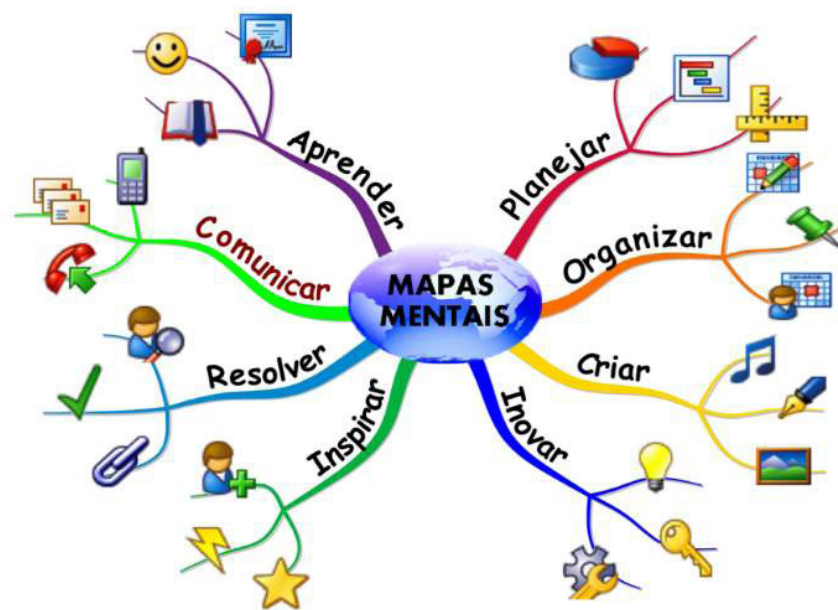 MAPAS
MENTAIS
Planejar
Organizar
Criar
Inovar
Inspirar
Resolver
Comunicar
Aprender